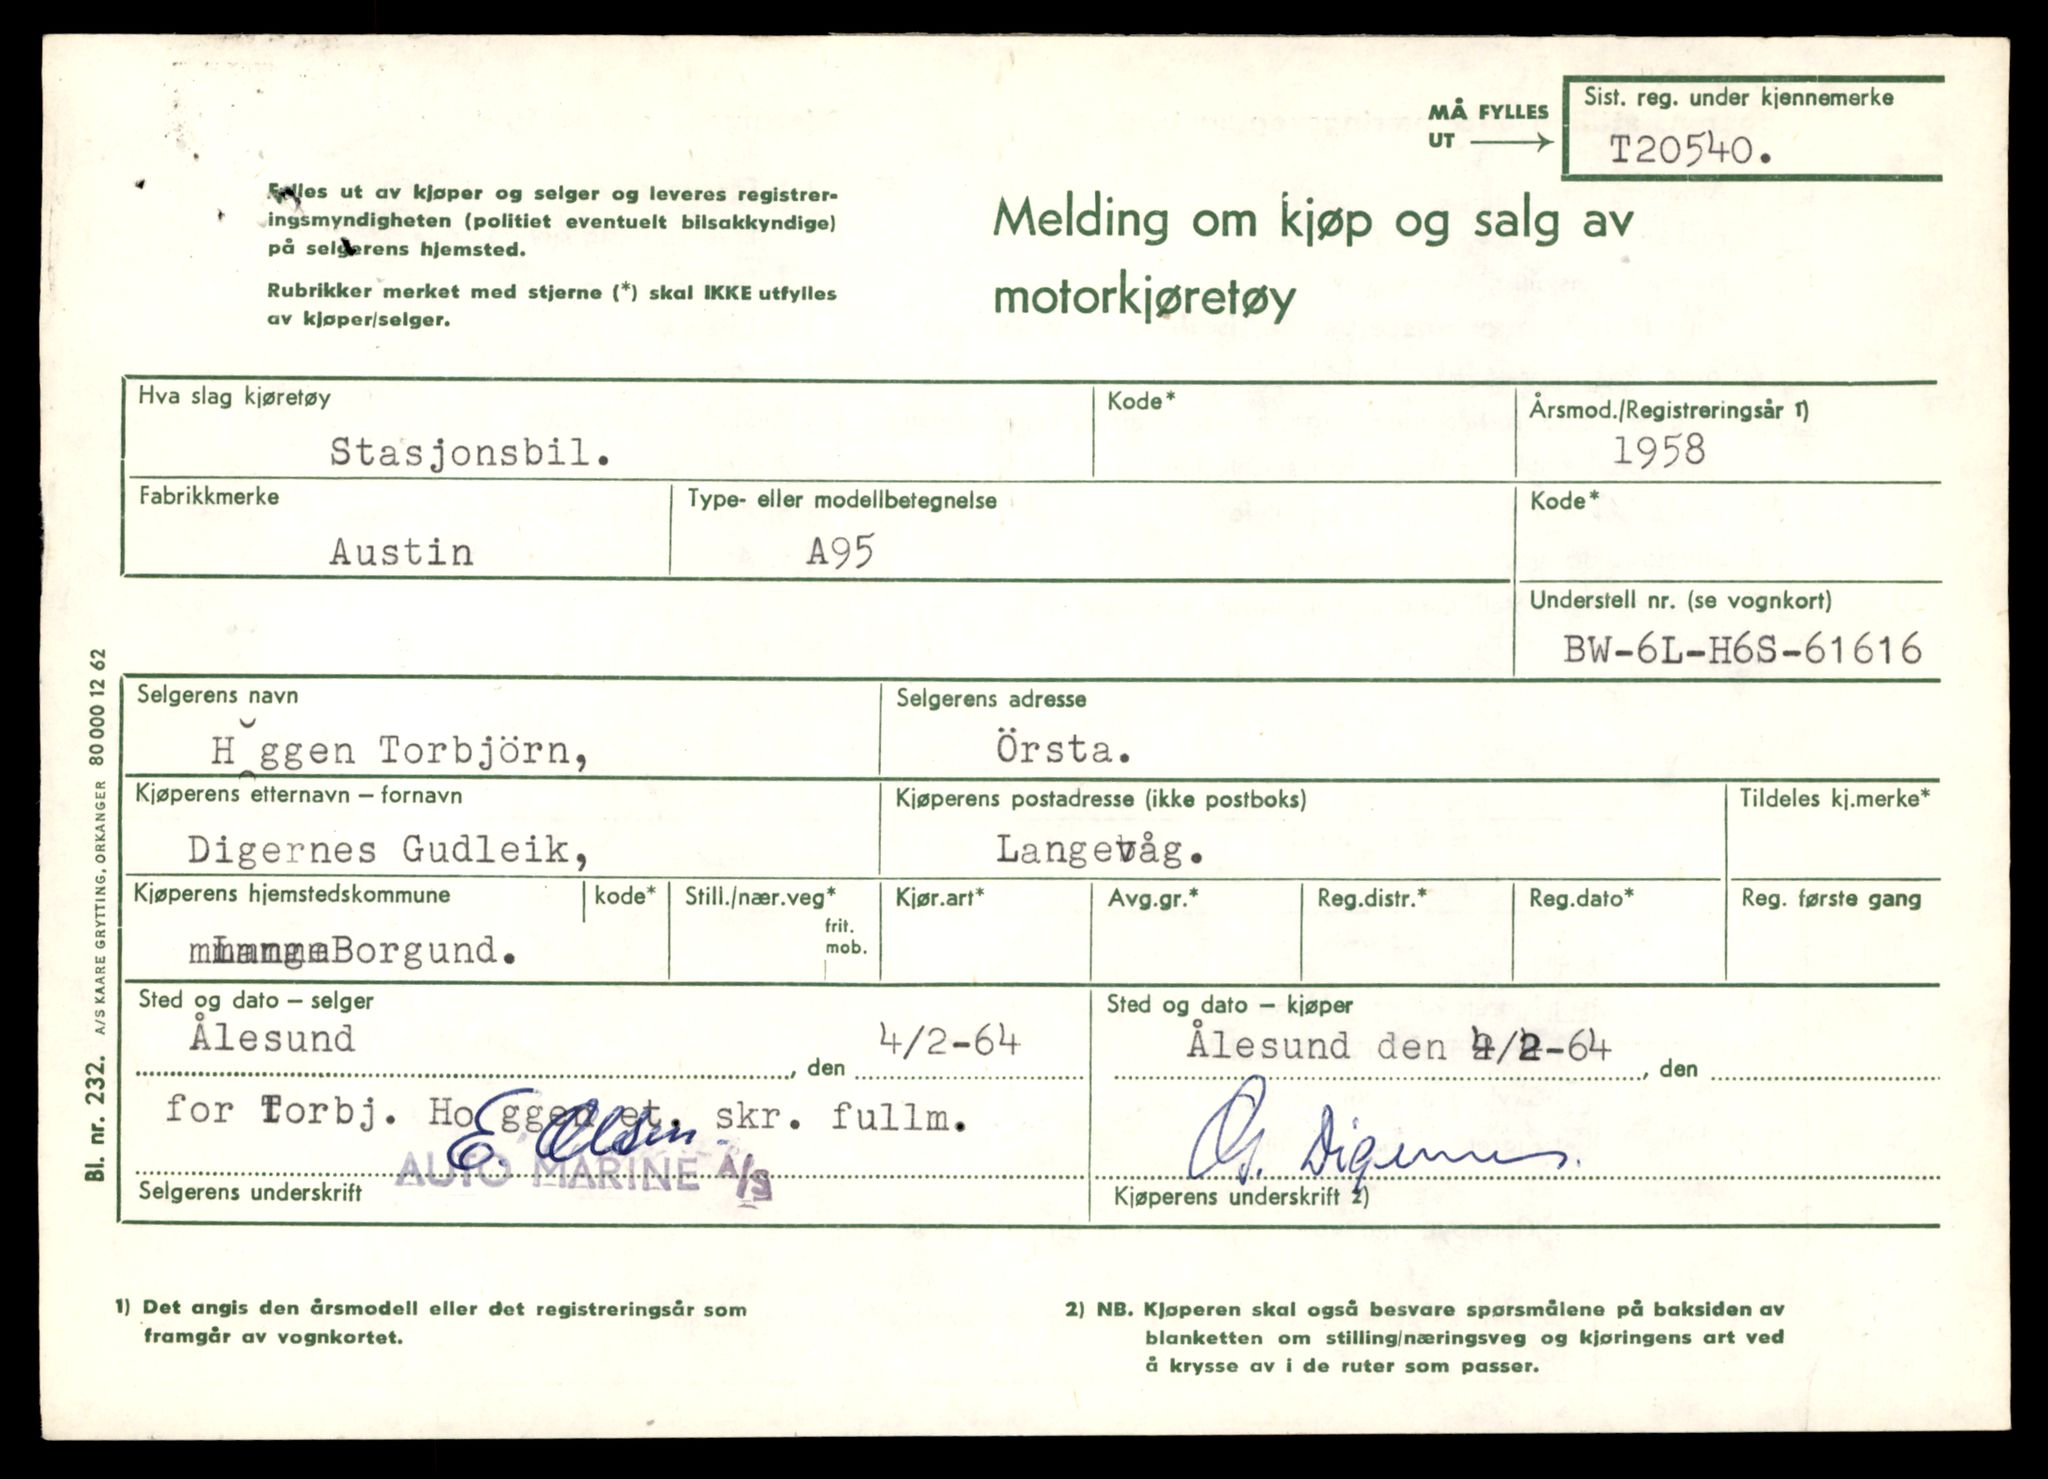 MÅ FYLLES
UT
Sist. reg. under kjennemerke
T20540.
Fylles ut av kjøper og selger og leveres registrer-
ingsmyndigheten (politiet eventuelt bilsakkyndige)
på selgerens hjemsted.
Rubrikker merket med stjerne (*) skal IKKE utfylles
av kjøper/selger.
Melding om kjøp og salg av
motorkjøretøy
Hva slag kjøretøy
Stasjonsbil.
Kode*
Årsmod./Registreringsår 1)
1958
Fabrikkmerke
Austin
Type- eller modellbetegnelse
A95
Kode*
Understell nr. (se vognkort)
BW-6L-H6S-61616
Selgerens navn
H ggen Torbjörn,
Selgerens adresse
Örsta.
Kjøperens etternavn – fornavn
Digernes Gudleik,
Kjøperens postadresse (ikke postboks)
Langevåg.
Tildeles kj.merke*
Kjøperens hjemstedskommune
Borgund.
kode*
Still./nær.veg*
frit.
mob.
Kjør.art*
Avg.gr.*
Reg.distr.*
Reg.dato*
Reg. første gang
Sted og dato – selger
Ålesund , den 4/2-64
for Torbj. Ho ggen et. skr. fullm.
E. Olsen
AUTO MARINE A/S
Selgerens underskrift
Sted og dato – kjøper
Ålesund den 4/2-64 , den
G. Digernes.
Kjøperens underskrift 2)
1) Det angis den årsmodell eller det registreringsår som
framgår av vognkortet.
2) NB. Kjøperen skal også besvare spørsmålene på baksiden av
blanketten om stilling/næringsveg og kjøringens art ved
å krysse av i de ruter som passer.
Bl. nr. 232. A/S KAARE GRYTTING, ORKANGER 80 000 12 62